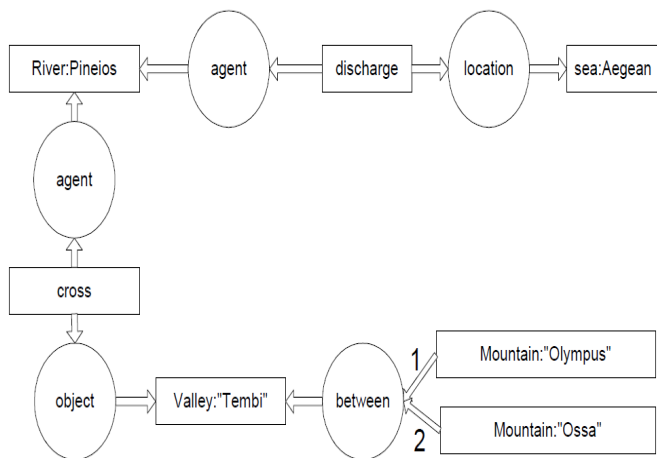 River:Pineios
agent
discharge
location
sea:Aegean
agent
cross
object
Valley:"Tembi"
between
1
Mountain:"Olympus"
2
Mountain:"Ossa"